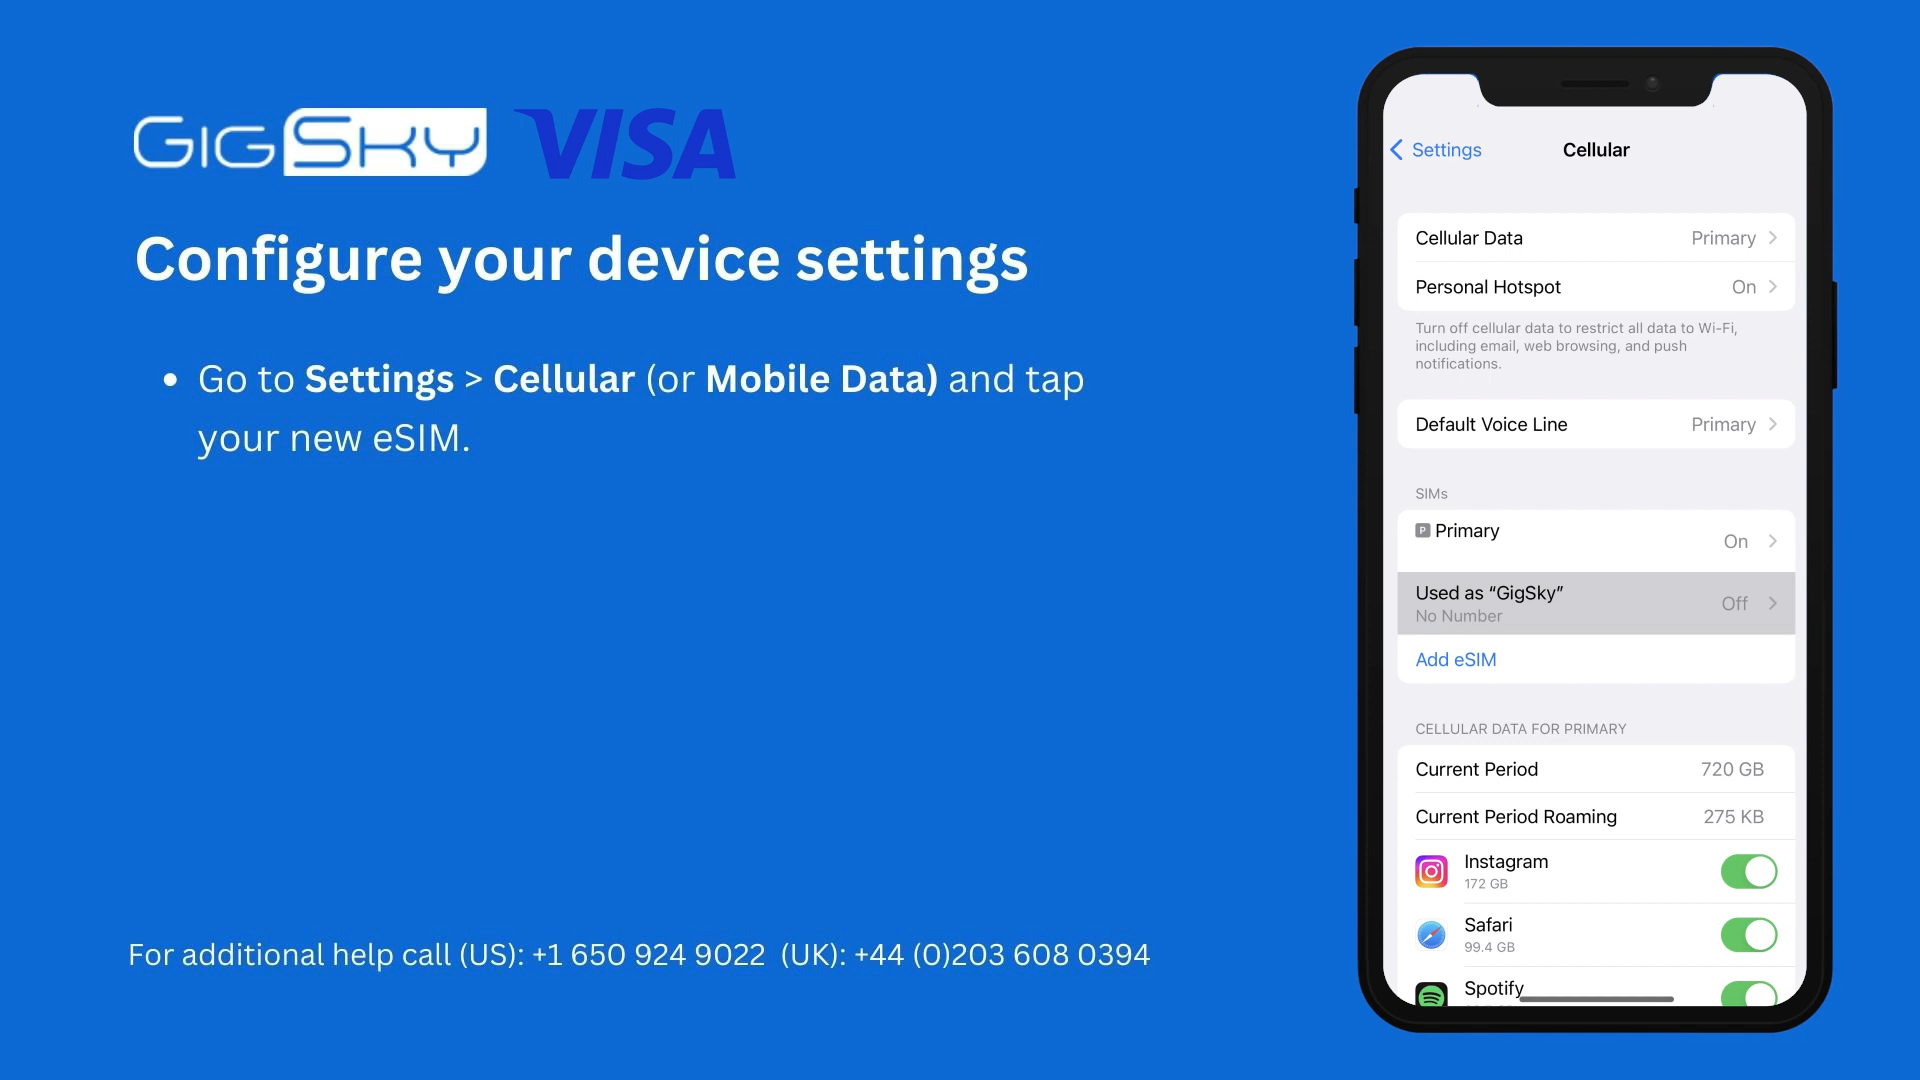 GIGSKY VISA
Configure your device settings
• Go to Settings > Cellular (or Mobile Data) and tap
your new eSIM.
For additional help call (US): +1 650 924 9022 (UK): +44 (0)203 608 0394
Settings Cellular
Cellular Data Primary
Personal Hotspot On
Turn off cellular data to restrict all data to Wi-Fi,
including email, web browsing, and push
notifications.
Default Voice Line Primary
SIMs
P Primary On
Used as “GigSky” Off
No Number
Add eSIM
CELLULAR DATA FOR PRIMARY
Current Period 720 GB
Current Period Roaming 275 KB
Instagram
172 GB
Safari
99.4 GB
Spotify